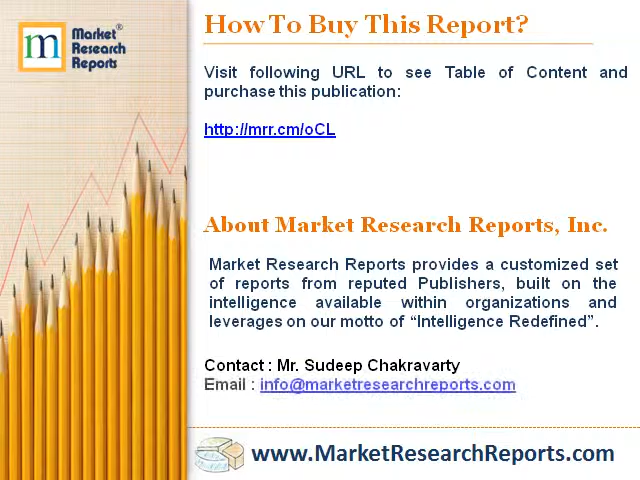 m
Market®
Research
Reports
How To Buy This Report?
Visit following URL to see Table of Content and
purchase this publication:
http://mrr.cm/oCL
About Market Research Reports, Inc.
Market Research Reports provides a customized set
of reports from reputed Publishers, built on the
intelligence available within organizations and
leverages on our motto of “Intelligence Redefined”.
Contact : Mr. Sudeep Chakravarty
Email : info@marketresearchreports.com
www.MarketResearchReports.com